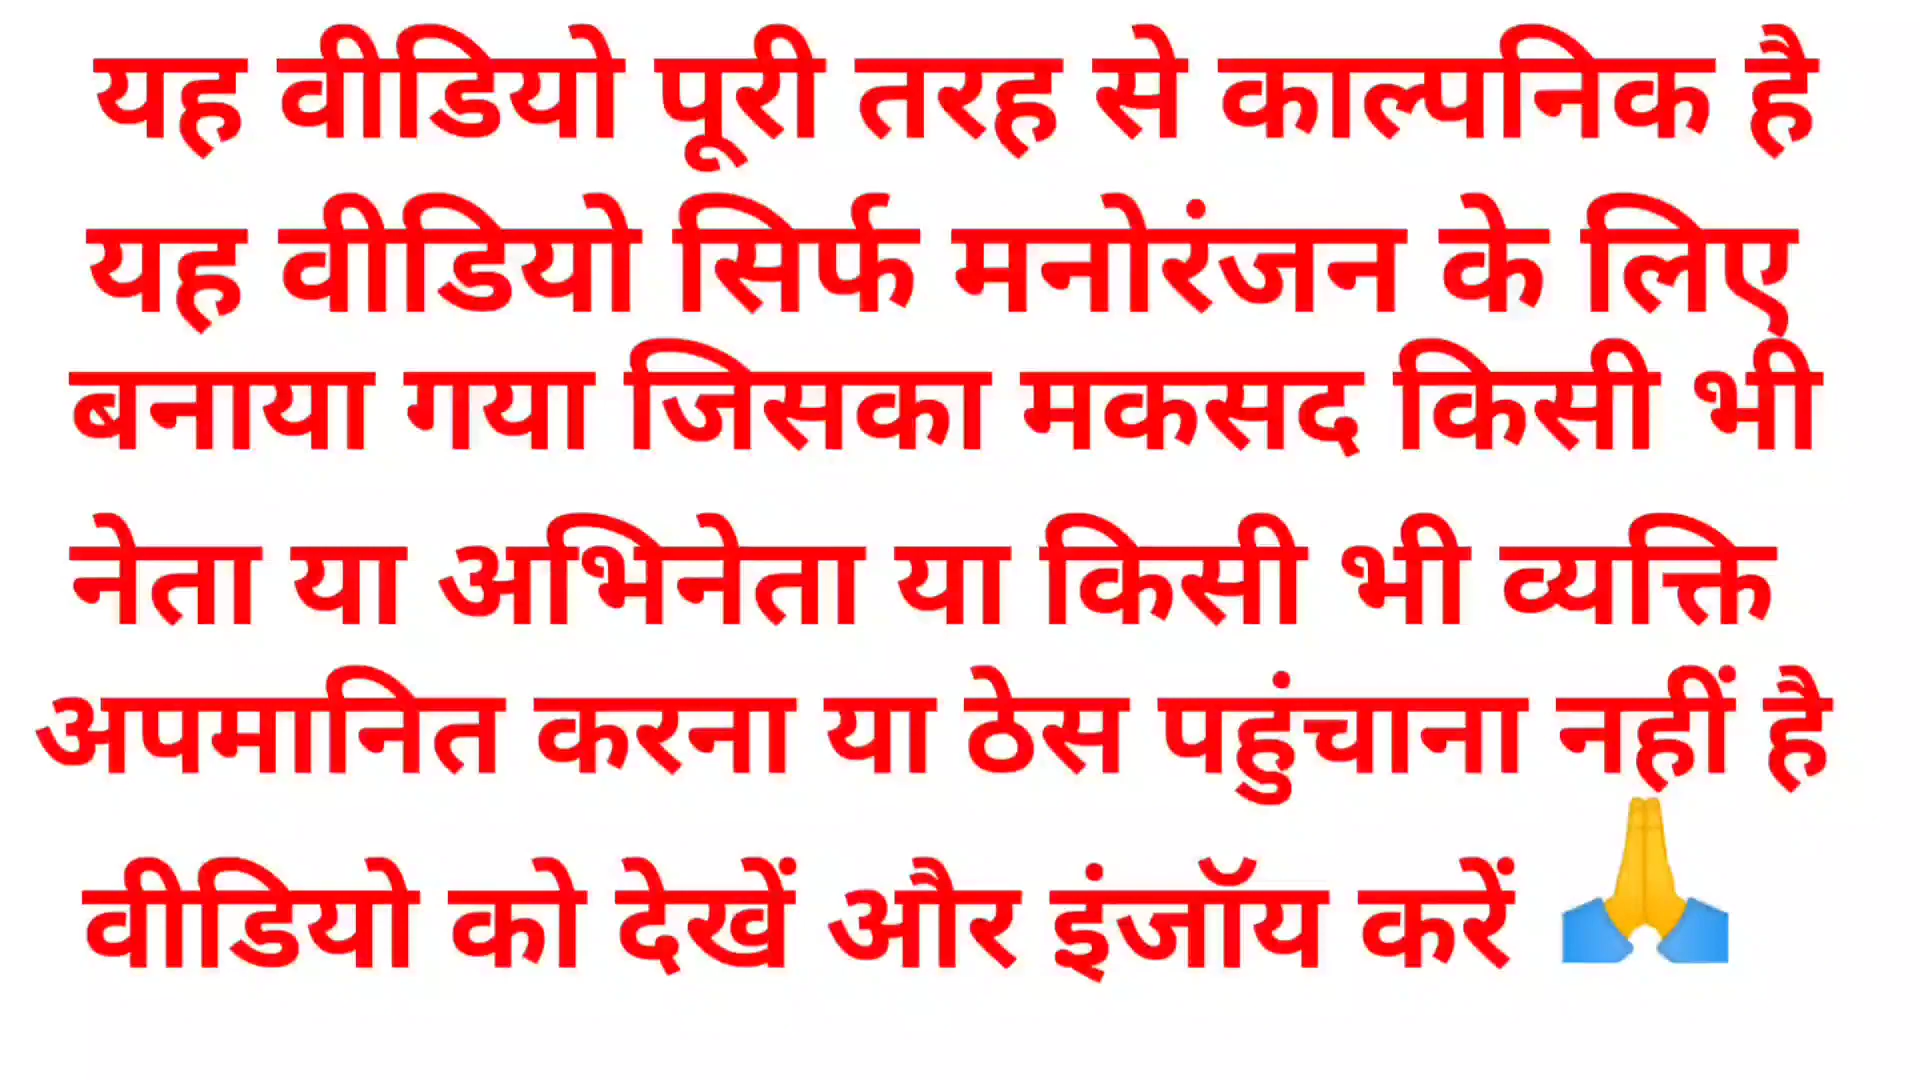 यह वीडियो पूरी तरह से काल्पनिक है
यह वीडियो सिर्फ मनोरंजन के लिए
बनाया गया जिसका मकसद किसी भी
नेता या अभिनेता या किसी भी व्यक्ति
अपमानित करना या ठेस पहुंचाना नहीं है
वीडियो को देखें और इंजॉय करें 🙏